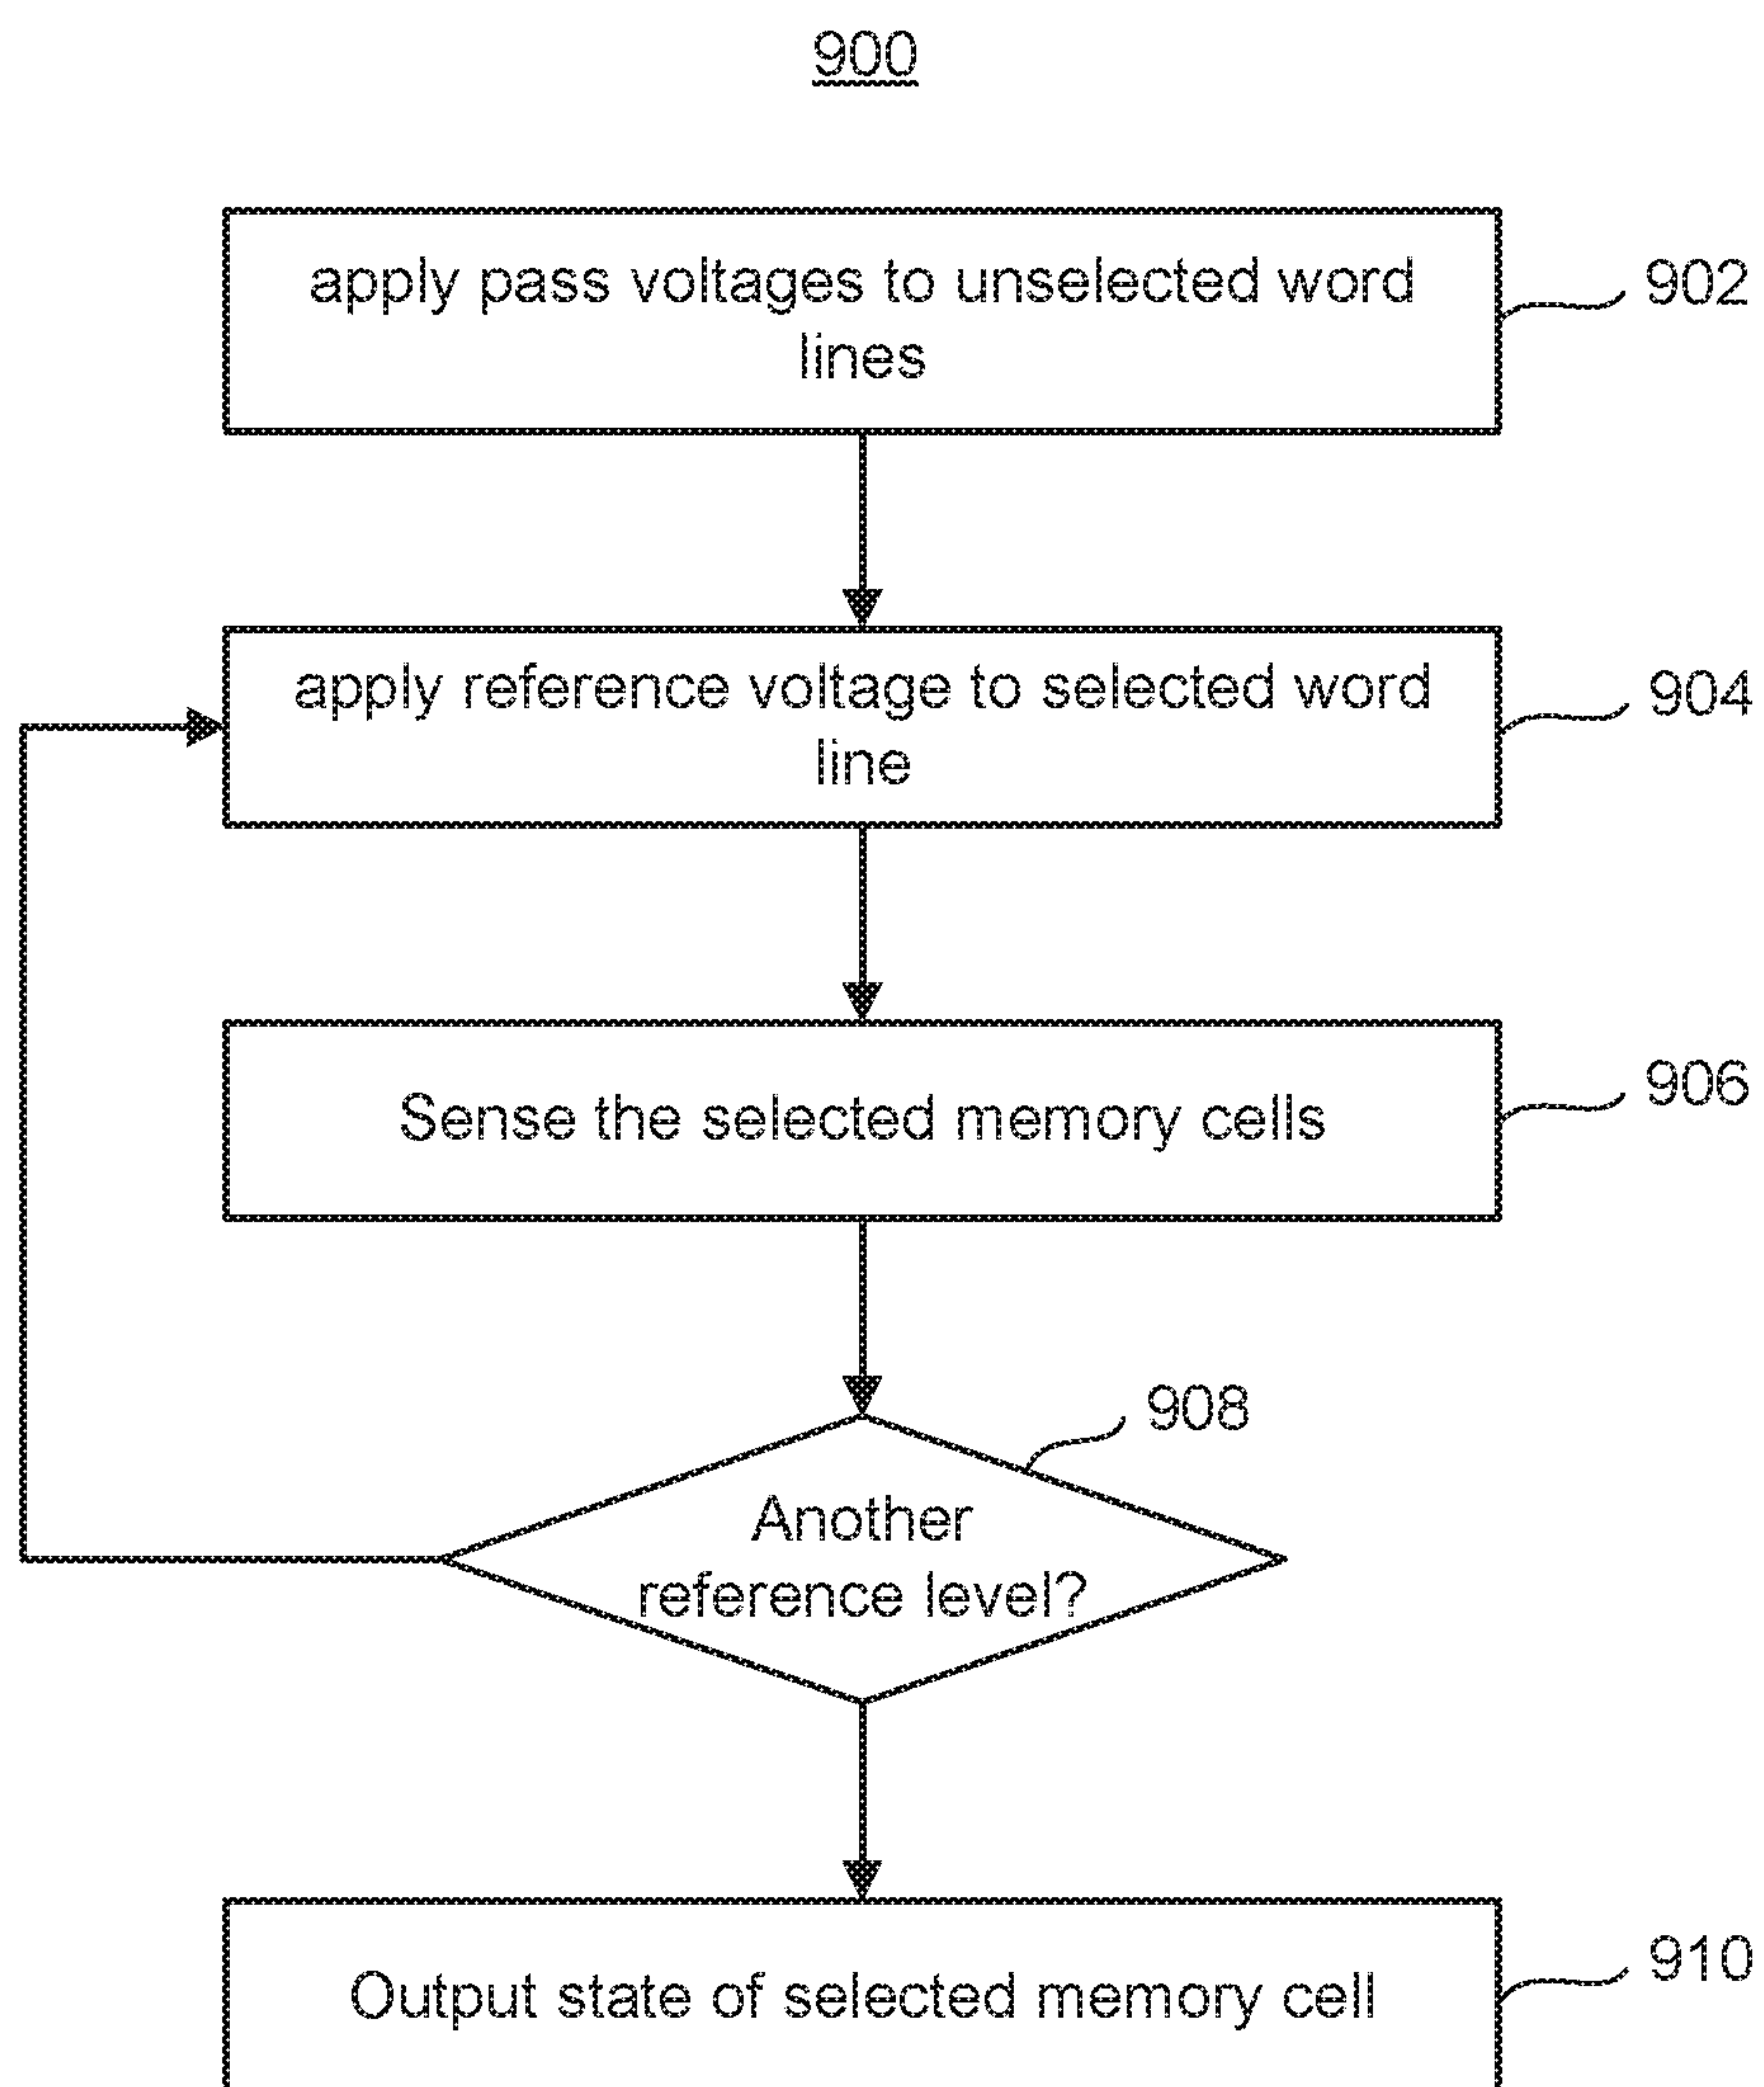 900
apply pass voltages to unselected word
lines
902
apply reference voltage to selected word
line
904
Sense the selected memory cells
906
908
Another
reference level?
Output state of selected memory cell
910